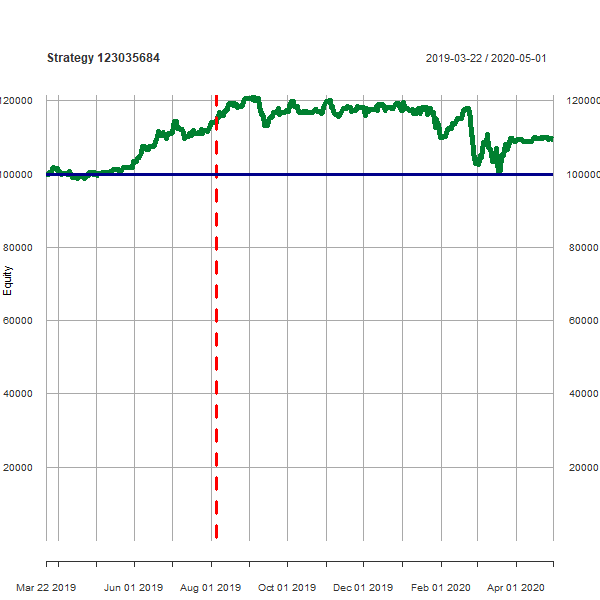 Strategy 123035684 2019-03-22 / 2020-05-01
120000 120000
100000 100000
80000 80000
Equity
60000 60000
40000 40000
20000 20000
Mar 22 2019 Jun 01 2019 Aug 01 2019 Oct 01 2019 Dec 01 2019 Feb 01 2020 Apr 01 2020